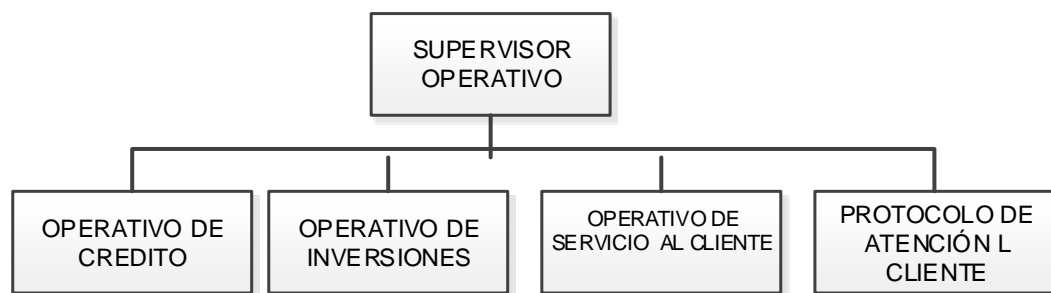 SUPERVISOR
OPERATIVO
OPERATIVO DE
CREDITO
OPERATIVO DE
INVERSIONES
OPERATIVO DE
SERVICIO AL CLIENTE
PROTOCOLO DE
ATENCIÓN L
CLIENTE